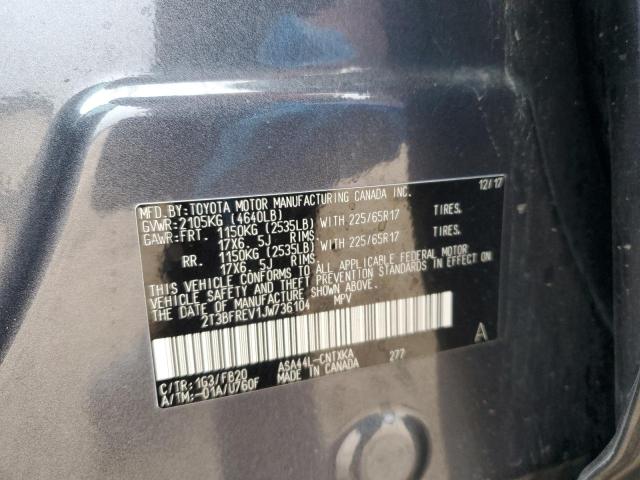 MFD.BY:TOYOTA MOTOR MANUFACTURING CANADA INC. 12/17
GVWR:2105KG (4640LB)
GAWR:FRT. 1150KG (2535LB) WITH 225/65R17 TIRES.
17X6.5J RIMS.
RR. 1150KG (2535LB) WITH 225/65R17 TIRES.
17X6.5J RIMS.
THIS VEHICLE CONFORMS TO ALL APPLICABLE FEDERAL MOTOR
VEHICLE SAFETY AND THEFT PREVENTION STANDARDS IN EFFECT ON
THE DATE OF MANUFACTURE SHOWN ABOVE.
2T3BFREV1JW736104 MPV
A
C/TR:1G3/FB20 ASA44L-CNTXKA 277
A/TM:-01A/U760F MADE IN CANADA